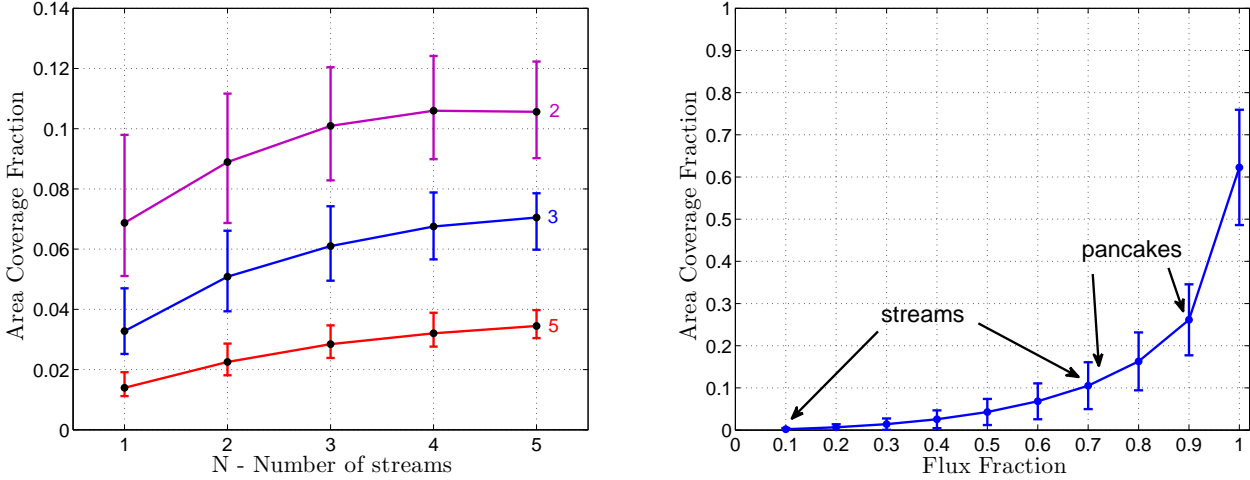 0.14
0.12
0.1
0.08
0.06
0.04
0.02
0
Area Coverage Fraction
2
3
5
1 2 3 4 5
N - Number of streams
1
0.9
0.8
0.7
0.6
0.5
0.4
0.3
0.2
0.1
0
Area Coverage Fraction
pancakes
streams
0 0.1 0.2 0.3 0.4 0.5 0.6 0.7 0.8 0.9 1
Flux Fraction